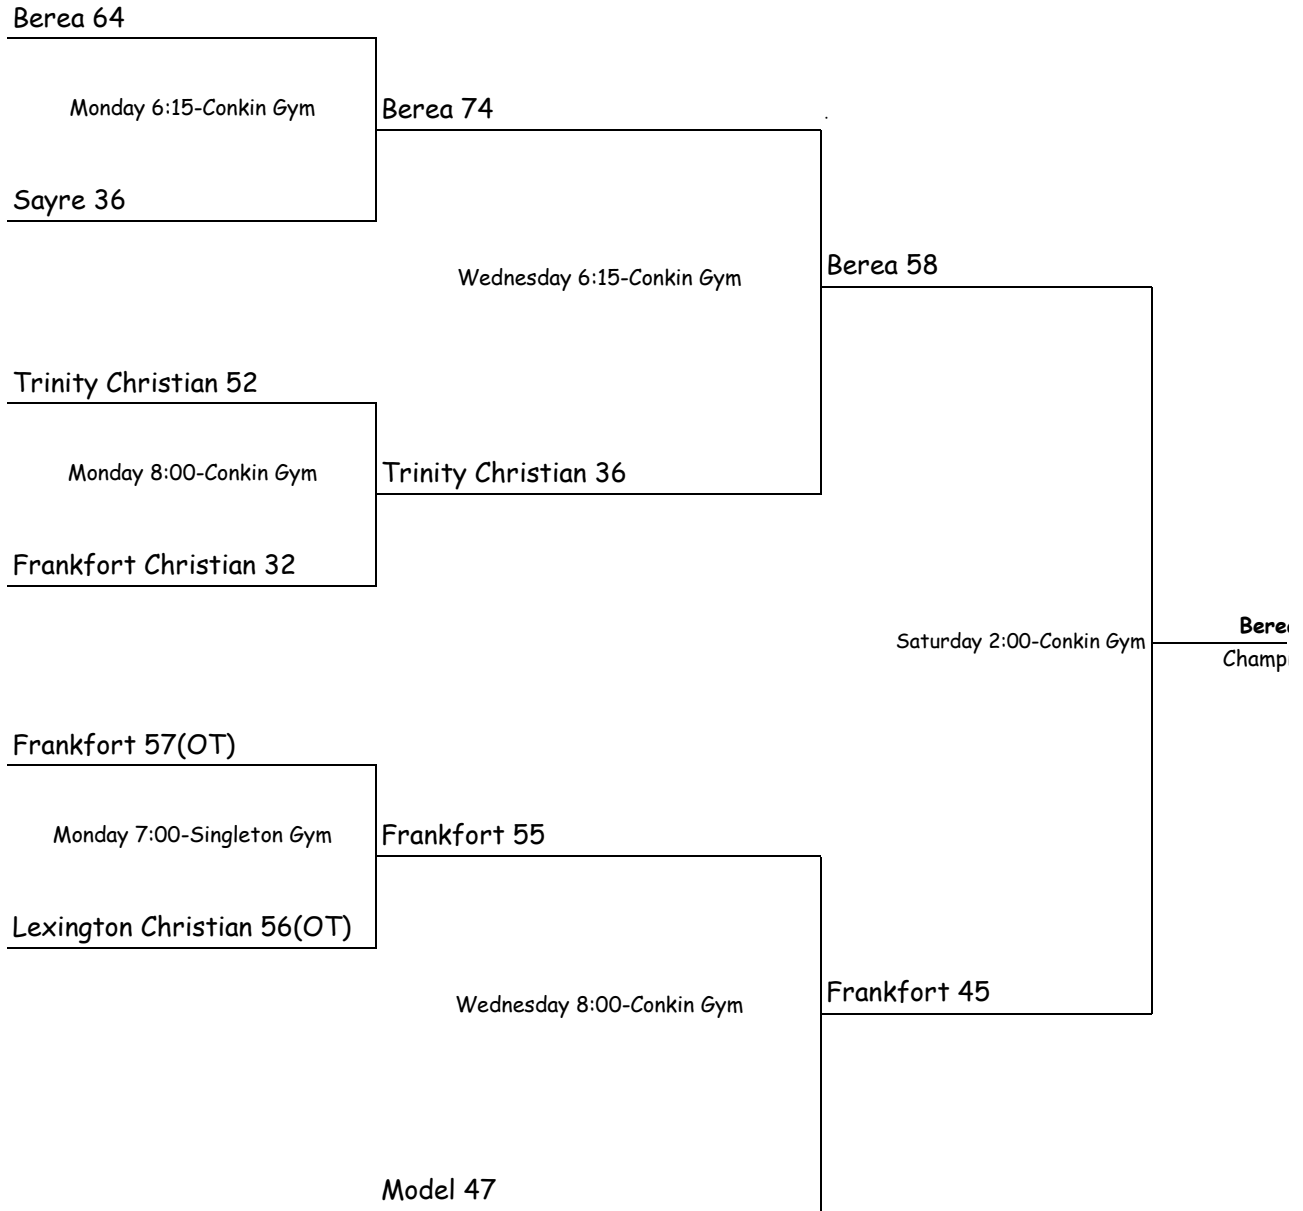 Berea 64
Monday 6:15-Conkin Gym
Berea 74
Sayre 36
Wednesday 6:15-Conkin Gym
Berea 58
Trinity Christian 52
Monday 8:00-Conkin Gym
Trinity Christian 36
Frankfort Christian 32
Saturday 2:00-Conkin Gym
Frankfort 57(OT)
Monday 7:00-Singleton Gym
Frankfort 55
Lexington Christian 56(OT)
Wednesday 8:00-Conkin Gym
Frankfort 45
Model 47